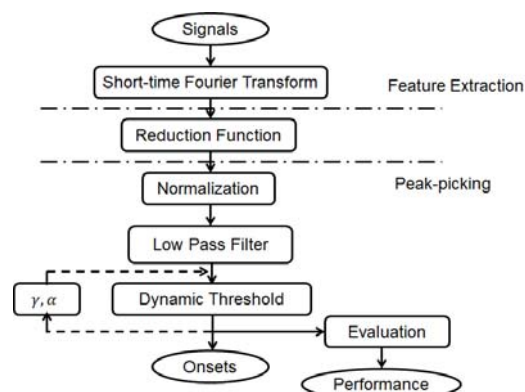 Signals
Short-time Fourier Transform
Feature Extraction
Reduction Function
Normalization
Peak-picking
Low Pass Filter
γ, α
Dynamic Threshold
Evaluation
Onsets
Performance